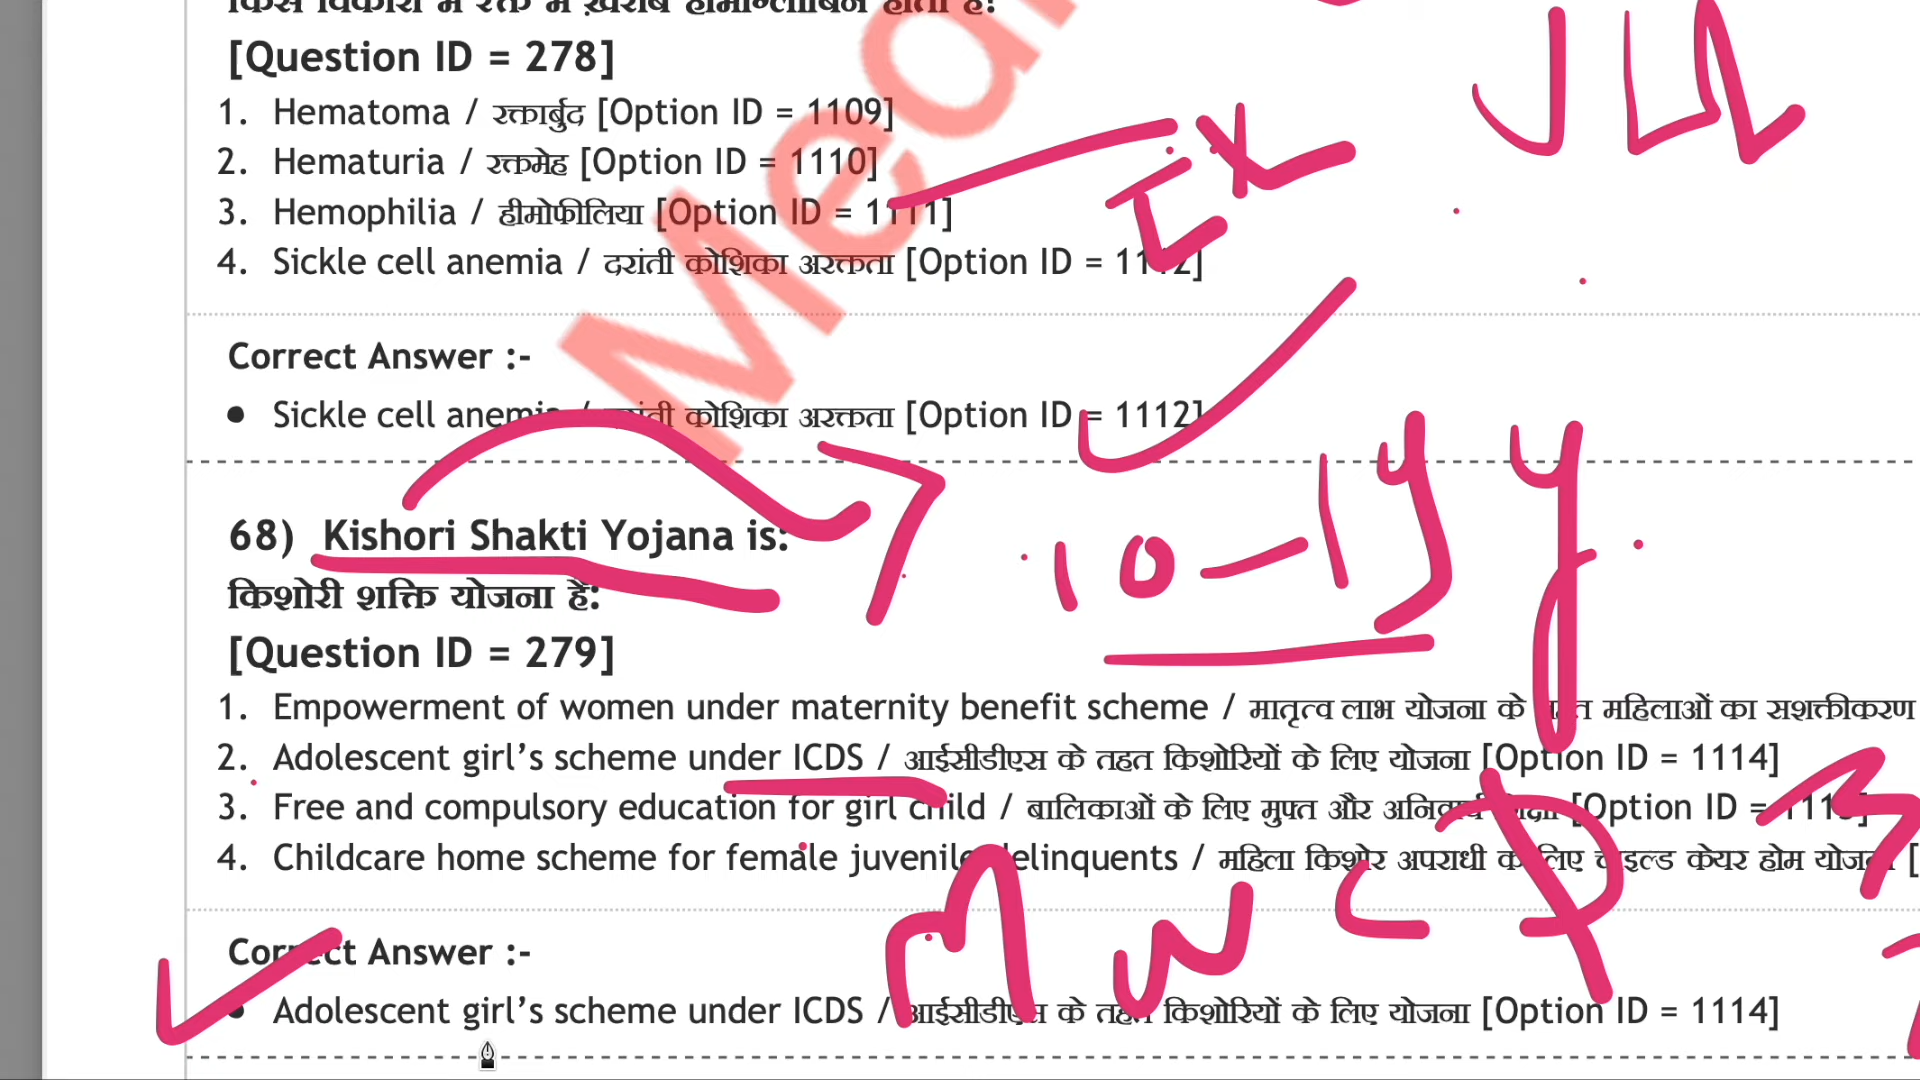 [Question ID = 278]
1. Hematoma / रक्तार्बुद [Option ID = 1109]
2. Hematuria / रक्तमेह [Option ID = 1110]
3. Hemophilia / हीमोफीलिया [Option ID = 1111]
4. Sickle cell anemia / दरांती कोशिका अरक्तता [Option ID = 1112]
IX
Correct Answer :-
● Sickle cell anemia / दरांती कोशिका अरक्तता [Option ID = 1112]
68) Kishori Shakti Yojana is:
किशोरी शक्ति योजना है:
[Question ID = 279]
10-19 y
1. Empowerment of women under maternity benefit scheme / मातृत्व लाभ योजना के तहत महिलाओं का सशक्तीकरण
2. Adolescent girl’s scheme under ICDS / आईसीडीएस के तहत किशोरियों के लिए योजना [Option ID = 1114]
3. Free and compulsory education for girl child / बालिकाओं के लिए मुफ्त और अनिवार्य शिक्षा [Option ID = 1115]
4. Childcare home scheme for female juvenile delinquents / महिला किशोर अपराधी के लिए चाइल्ड केयर होम योजना [
MWCD
Correct Answer :-
● Adolescent girl’s scheme under ICDS / आईसीडीएस के तहत किशोरियों के लिए योजना [Option ID = 1114]